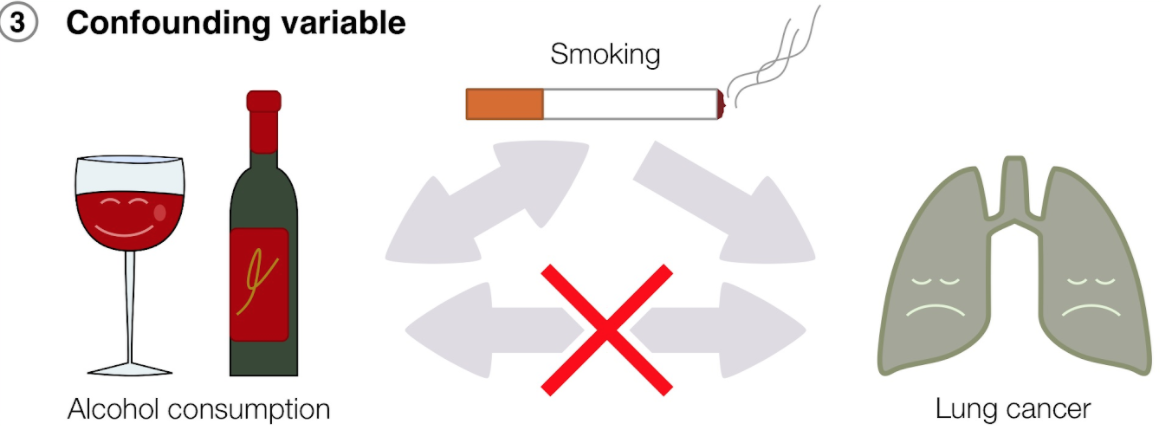 3 Confounding variable
Smoking
Alcohol consumption
Lung cancer